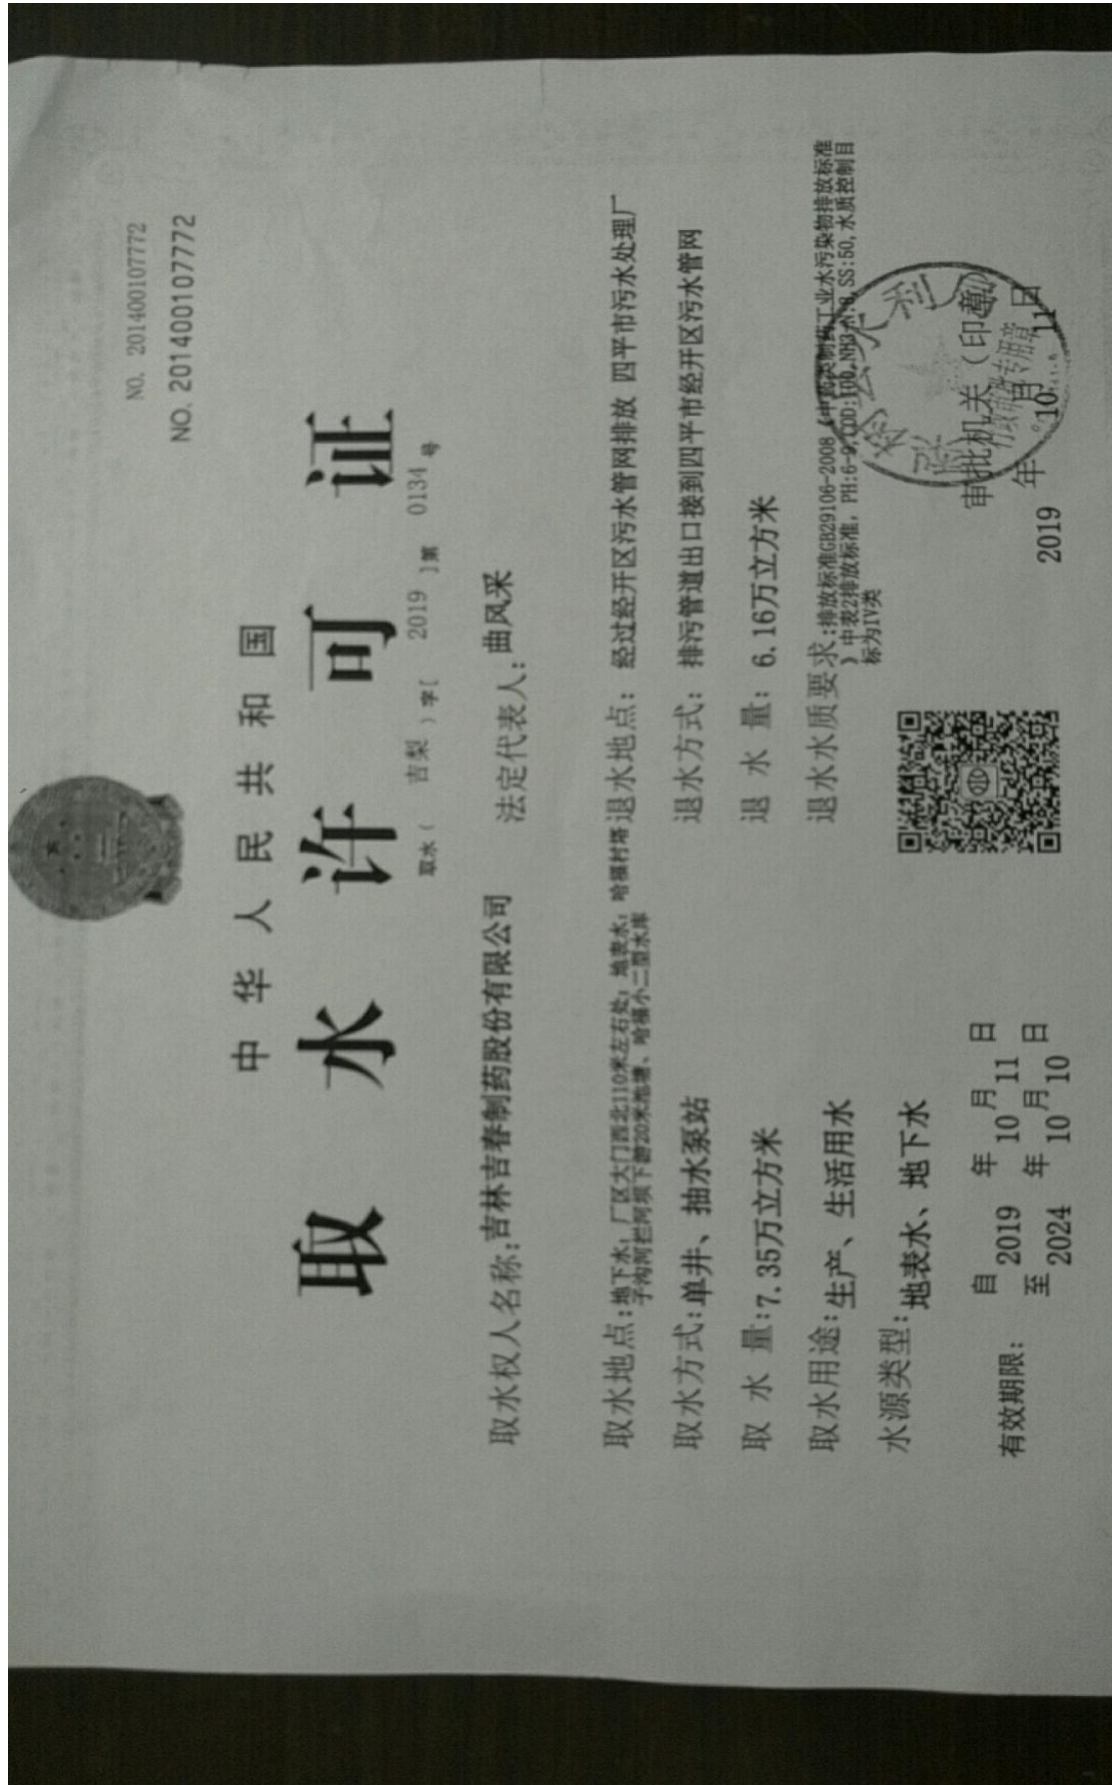 NO. 201400107772
NO. 201400107772
中华人民共和国
取水许可证
取水（ 吉梨 ）字[ 2019 ]第 0134 号
取水权人名称：吉林吉春制药股份有限公司
法定代表人：曲风采
取水地点：地下水：厂区大门西北110米左右处；地表水：哈福村塔
子沟河拦河坝下游20米池塘、哈福小二型水库
取水方式：单井、抽水泵站
取 水 量：7.35万立方米
取水用途：生产、生活用水
水源类型：地表水、地下水
退水地点：经过经开区污水管网排放 四平市污水处理厂
退水方式：排污管道出口接到四平市经开区污水管网
退 水 量：6.16万立方米
退水水质要求：排放标准GB29106-2008《中药类制药工业水污染物排放标准
》中表2排放标准，PH:6-9,COD:100,NH3-N:8,SS:50,水质控制目
标为IV类
有效期限：
自 2019 年 10 月 11 日
至 2024 年 10 月 10 日
审批机关（印章）
2019 年 10 月 11 日
行政审批专用章